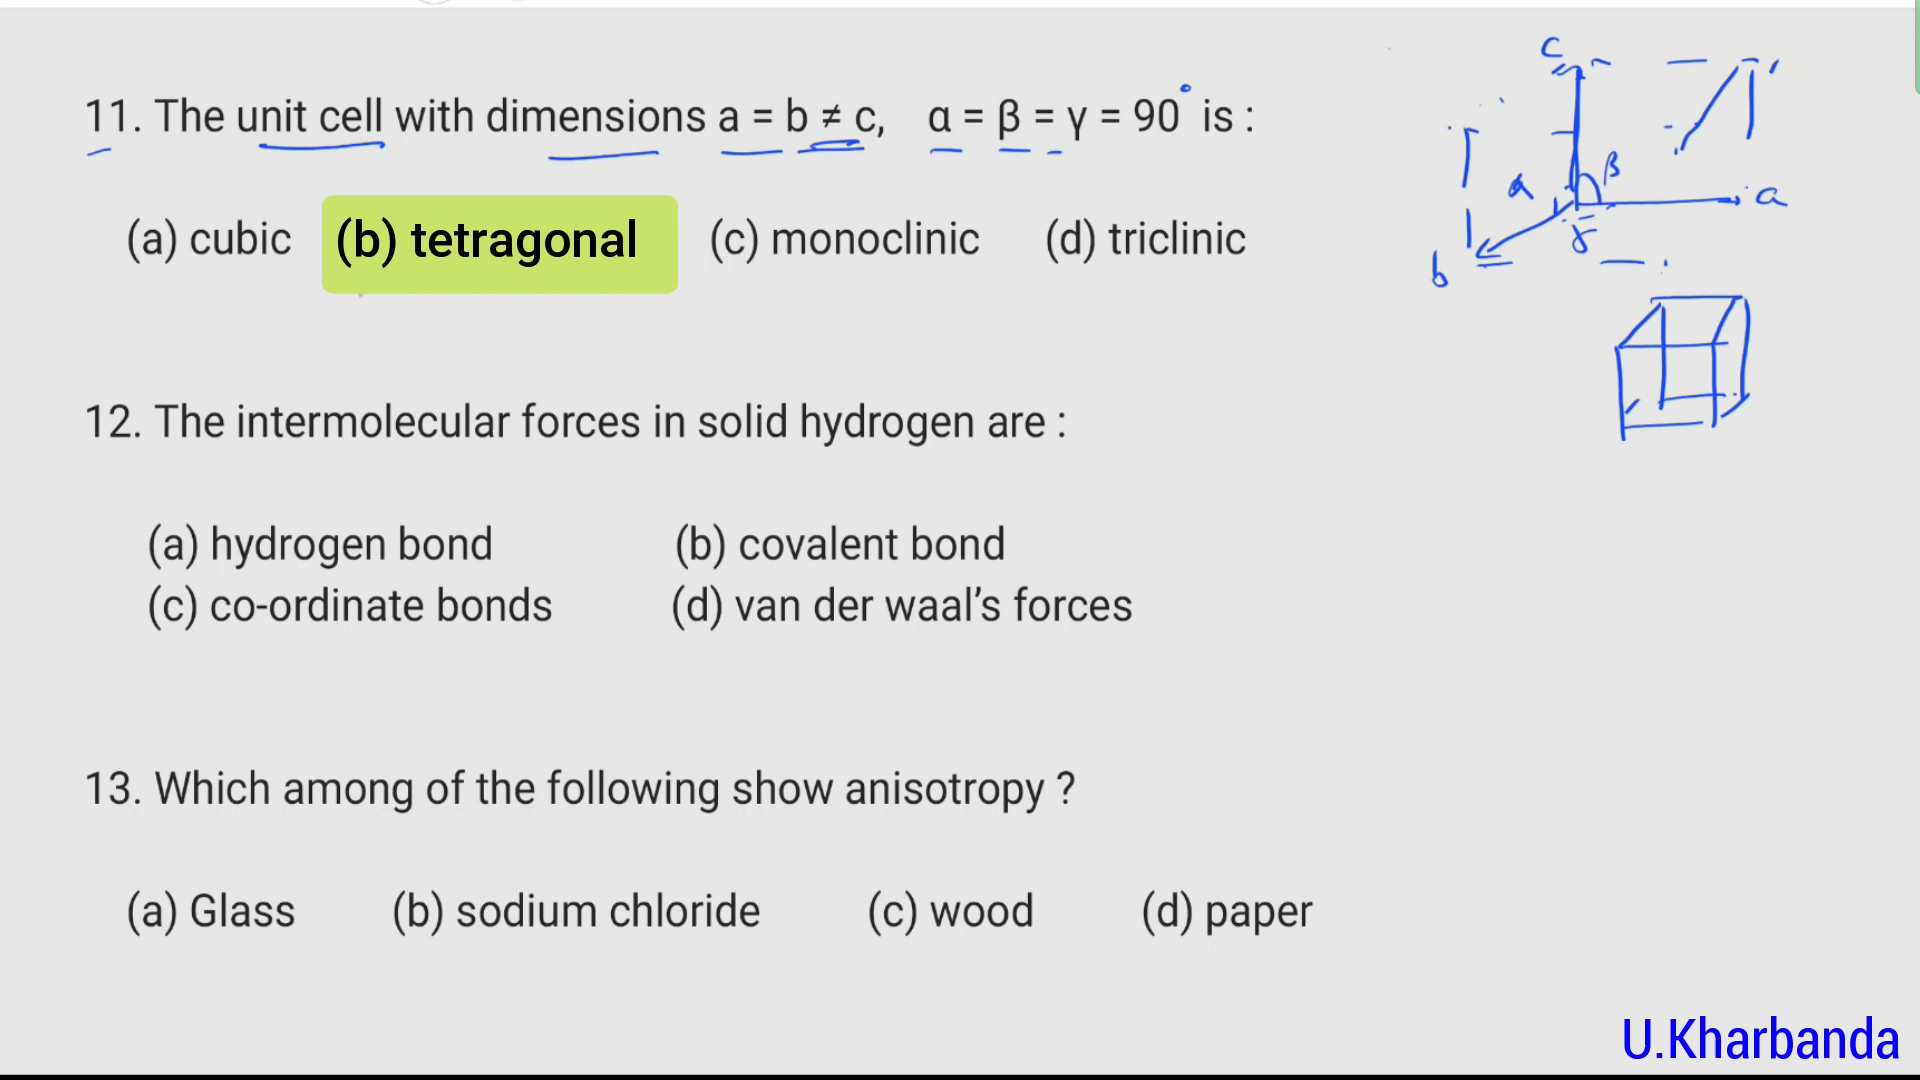 11. The unit cell with dimensions a = b ≠ c, α = β = γ = 90° is :
(a) cubic (b) tetragonal (c) monoclinic (d) triclinic
c
β
α
a
γ
b
12. The intermolecular forces in solid hydrogen are :
(a) hydrogen bond (b) covalent bond
(c) co-ordinate bonds (d) van der waal’s forces
13. Which among of the following show anisotropy ?
(a) Glass (b) sodium chloride (c) wood (d) paper
U.Kharbanda